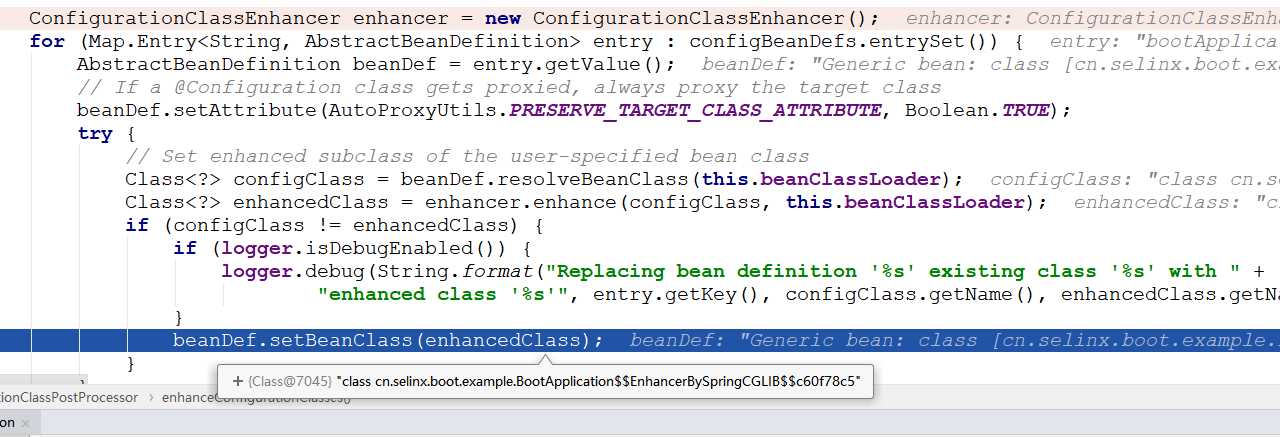 ConfigurationClassEnhancer enhancer = new ConfigurationClassEnhancer(); enhancer: ConfigurationClassEnha
for (Map.Entry<String, AbstractBeanDefinition> entry : configBeanDefs.entrySet()) { entry: "bootApplica
AbstractBeanDefinition beanDef = entry.getValue(); beanDef: "Generic bean: class [cn.selinx.boot.exa
// If a @Configuration class gets proxied, always proxy the target class
beanDef.setAttribute(AutoProxyUtils.PRESERVE_TARGET_CLASS_ATTRIBUTE, Boolean.TRUE);
try {
// Set enhanced subclass of the user-specified bean class
Class<?> configClass = beanDef.resolveBeanClass(this.beanClassLoader); configClass: "class cn.se
Class<?> enhancedClass = enhancer.enhance(configClass, this.beanClassLoader); enhancedClass: "cl
if (configClass != enhancedClass) {
if (logger.isDebugEnabled()) {
logger.debug(String.format("Replacing bean definition '%s' existing class '%s' with " +
"enhanced class '%s'", entry.getKey(), configClass.getName(), enhancedClass.getNa
}
beanDef.setBeanClass(enhancedClass); beanDef: "Generic bean: class [cn.selinx.boot.example.
}
+ {Class@7045} "class cn.selinx.boot.example.BootApplication$$EnhancerBySpringCGLIB$$c60f78c5"
ionClassPostProcessor › enhanceConfigurationClasses()
on ×